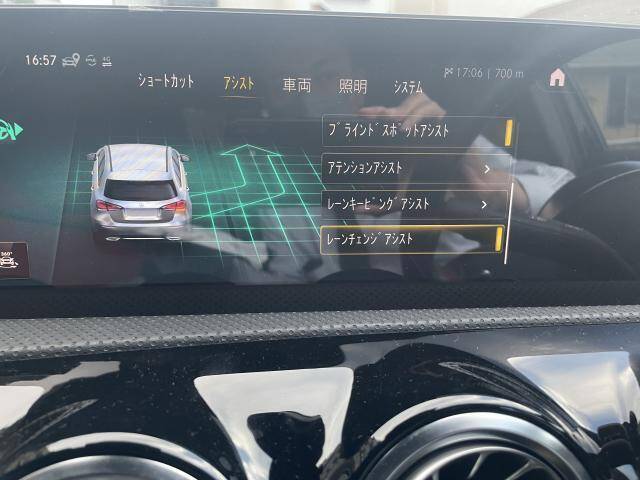 16:57 4G 17:06 | 700 m
ショートカット アシスト 車両 照明 システム
ブラインドスポットアシスト
アテンションアシスト
レーンキーピングアシスト
レーンチェンジアシスト
360°